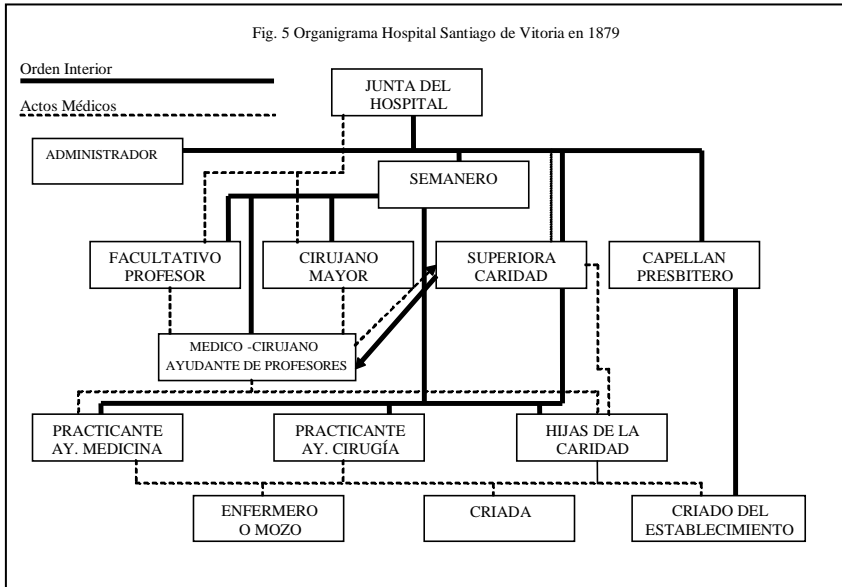 Fig. 5 Organigrama Hospital Santiago de Vitoria en 1879
Orden Interior
Actos Médicos
JUNTA DEL
HOSPITAL
ADMINISTRADOR
SEMANERO
FACULTATIVO
PROFESOR
CIRUJANO
MAYOR
SUPERIORA
CARIDAD
CAPELLAN
PRESBITERO
MEDICO -CIRUJANO
AYUDANTE DE PROFESORES
PRACTICANTE
AY. MEDICINA
PRACTICANTE
AY. CIRUGÍA
HIJAS DE LA
CARIDAD
ENFERMERO
O MOZO
CRIADA
CRIADO DEL
ESTABLECIMIENTO